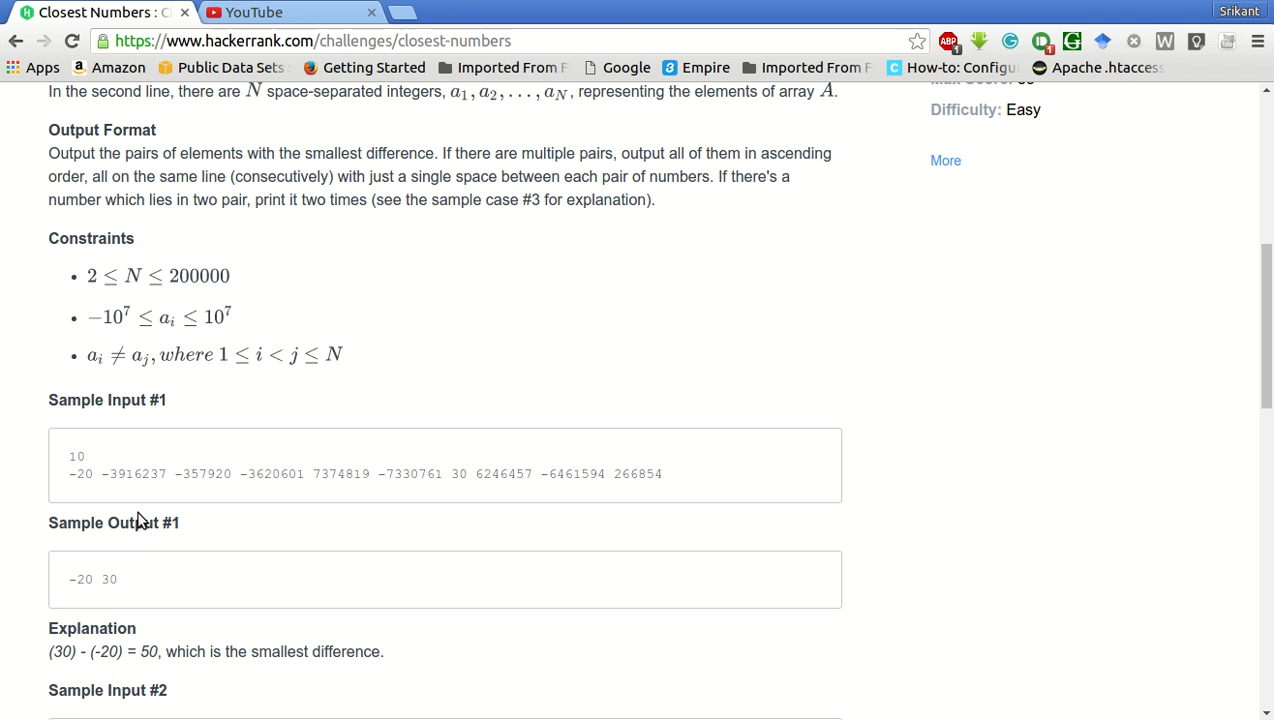 Closest Numbers : Cl
YouTube
Srikant
https://www.hackerrank.com/challenges/closest-numbers
Apps Amazon Public Data Sets Getting Started Imported From F Google Empire Imported From F How-to: Configu Apache .htaccess
In the second line, there are N space-separated integers, a₁, a₂, . . . , a_N, representing the elements of array A.
Difficulty: Easy
More
Output Format
Output the pairs of elements with the smallest difference. If there are multiple pairs, output all of them in ascending
order, all on the same line (consecutively) with just a single space between each pair of numbers. If there's a
number which lies in two pair, print it two times (see the sample case #3 for explanation).
Constraints
• 2 ≤ N ≤ 200000
• −10⁷ ≤ aᵢ ≤ 10⁷
• aᵢ ≠ aⱼ, where 1 ≤ i < j ≤ N
Sample Input #1
10
-20 -3916237 -357920 -3620601 7374819 -7330761 30 6246457 -6461594 266854
Sample Output #1
-20 30
Explanation
(30) - (-20) = 50, which is the smallest difference.
Sample Input #2